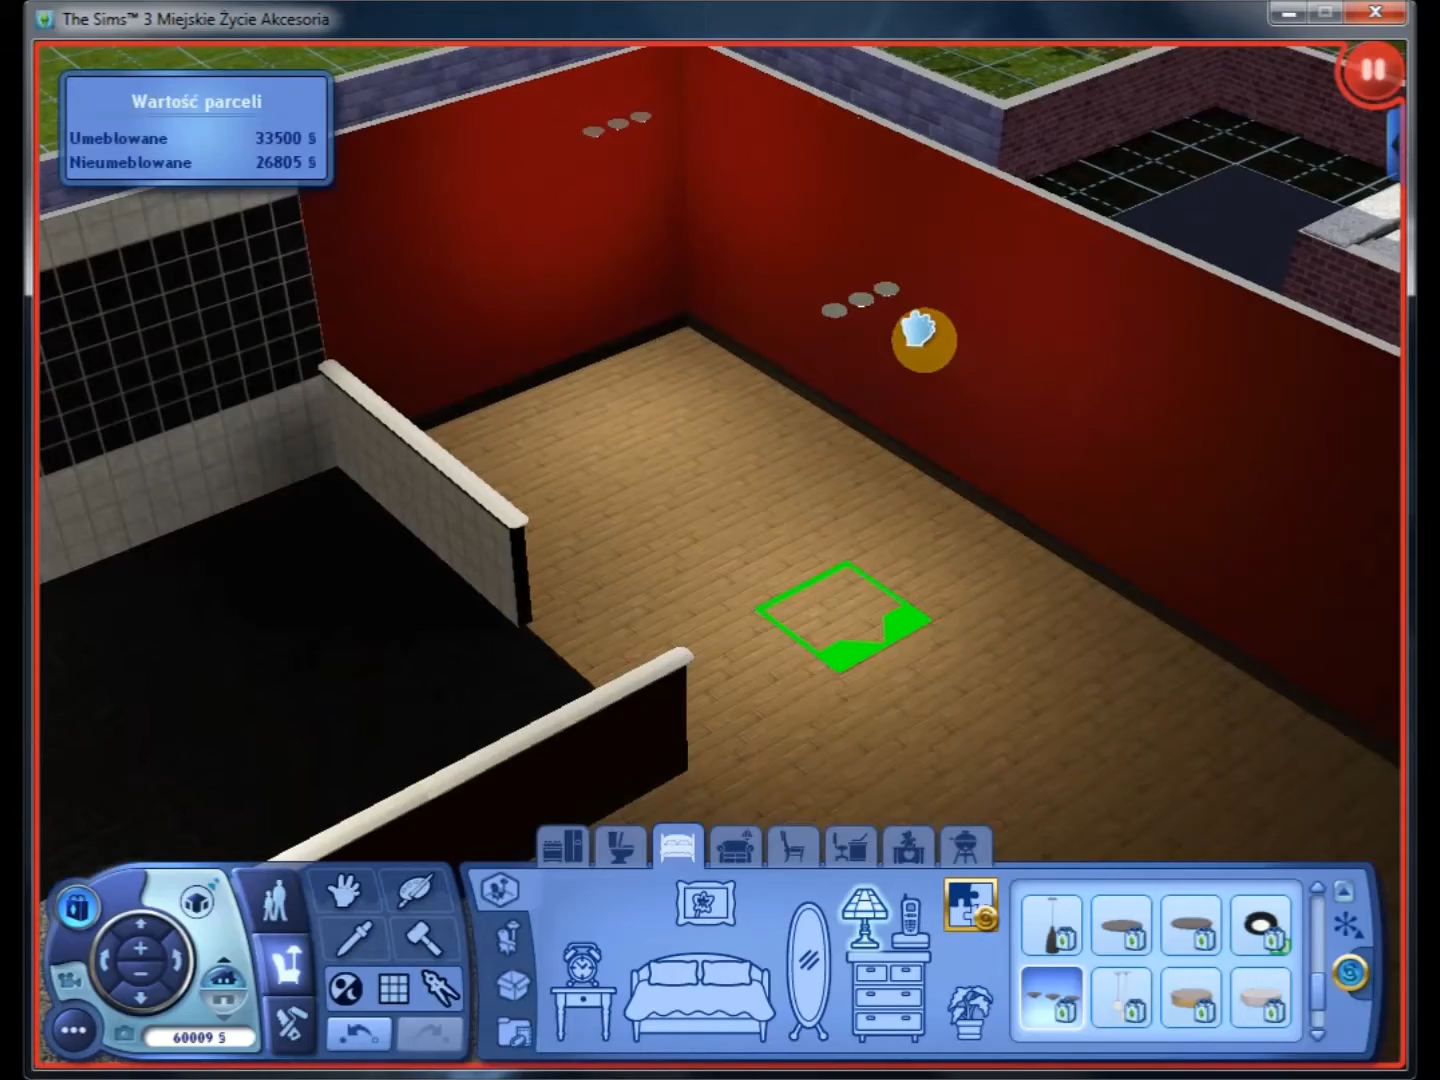 The Sims™ 3 Miejskie Życie Akcesoria
Wartość parceli
Umeblowane 33500 §
Nieumeblowane 26805 §
60009 §